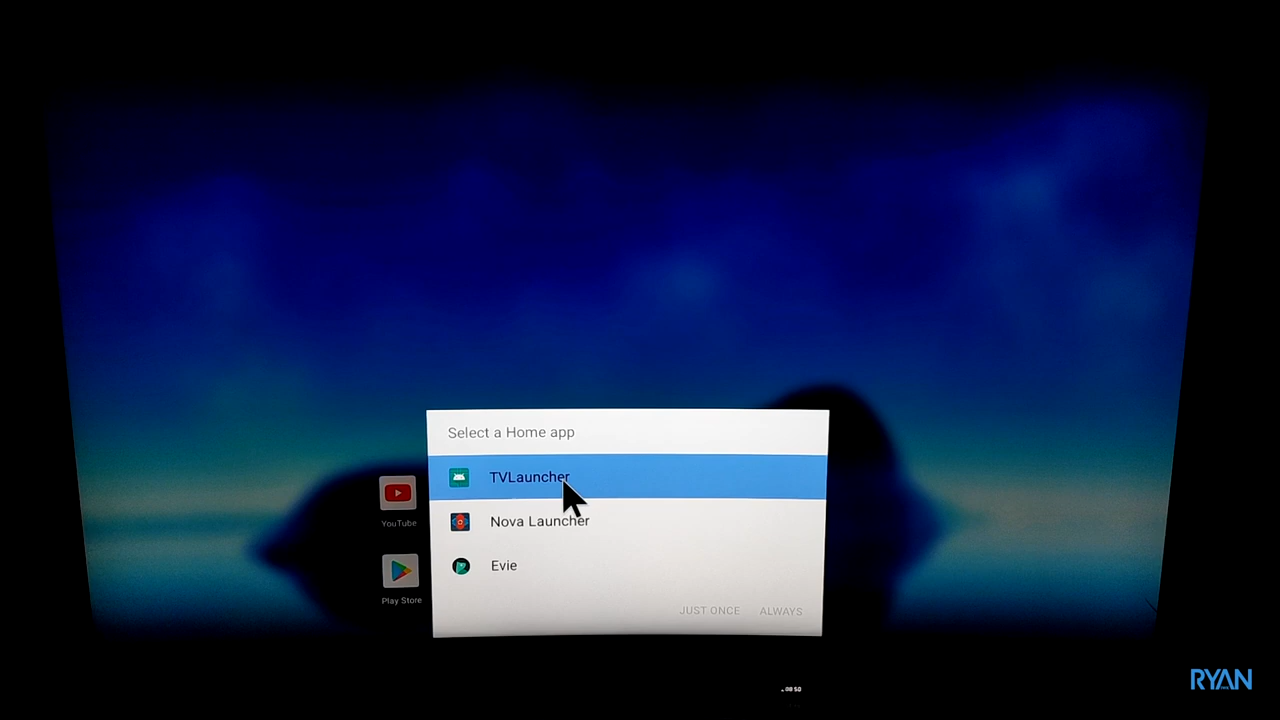 Select a Home app
TVLauncher
Nova Launcher
Evie
JUST ONCE ALWAYS
YouTube
Play Store
RYAN